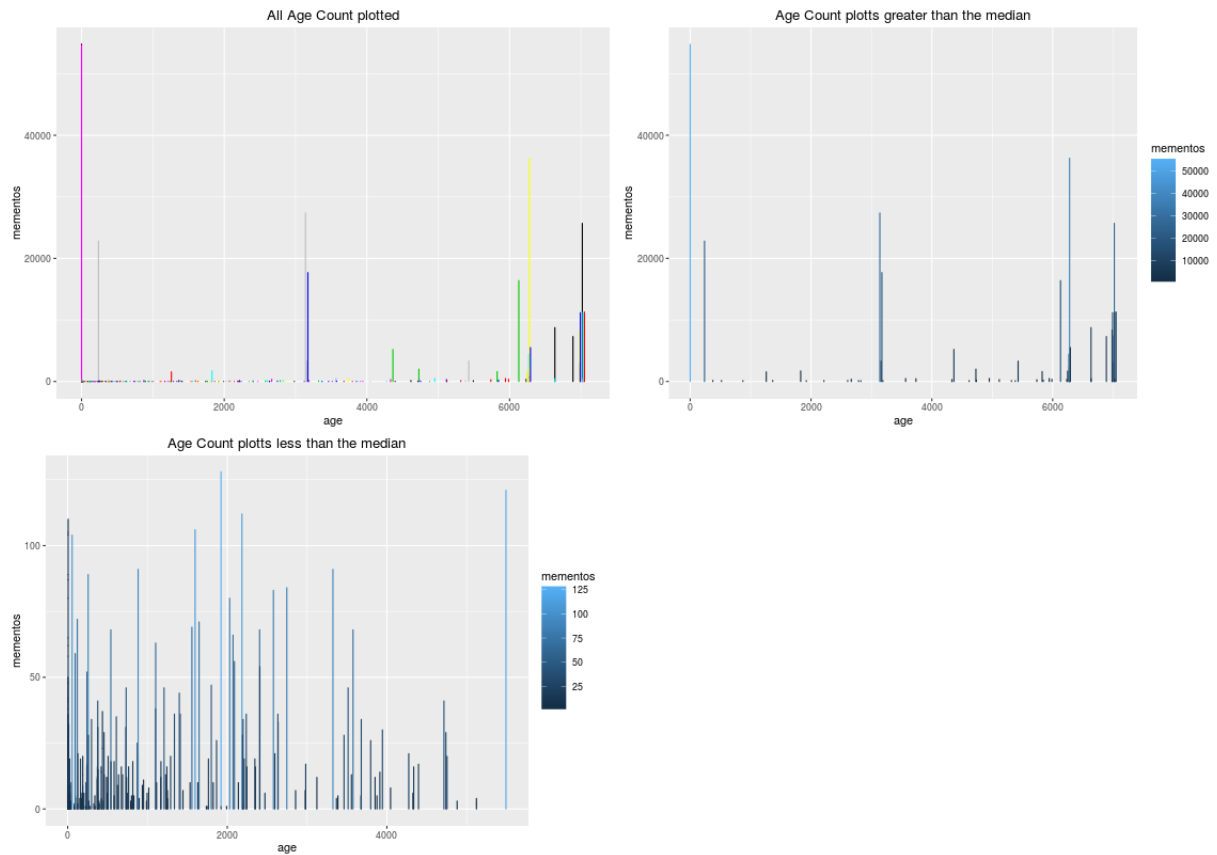 All Age Count plotted
mementos
40000
20000
0
0
2000
4000
6000
age
Age Count plots greater than the median
mementos
40000
20000
0
0
2000
4000
6000
age
mementos
50000
40000
30000
20000
10000
Age Count plotts less than the median
mementos
100
50
0
0
2000
4000
age
mementos
125
100
75
50
25